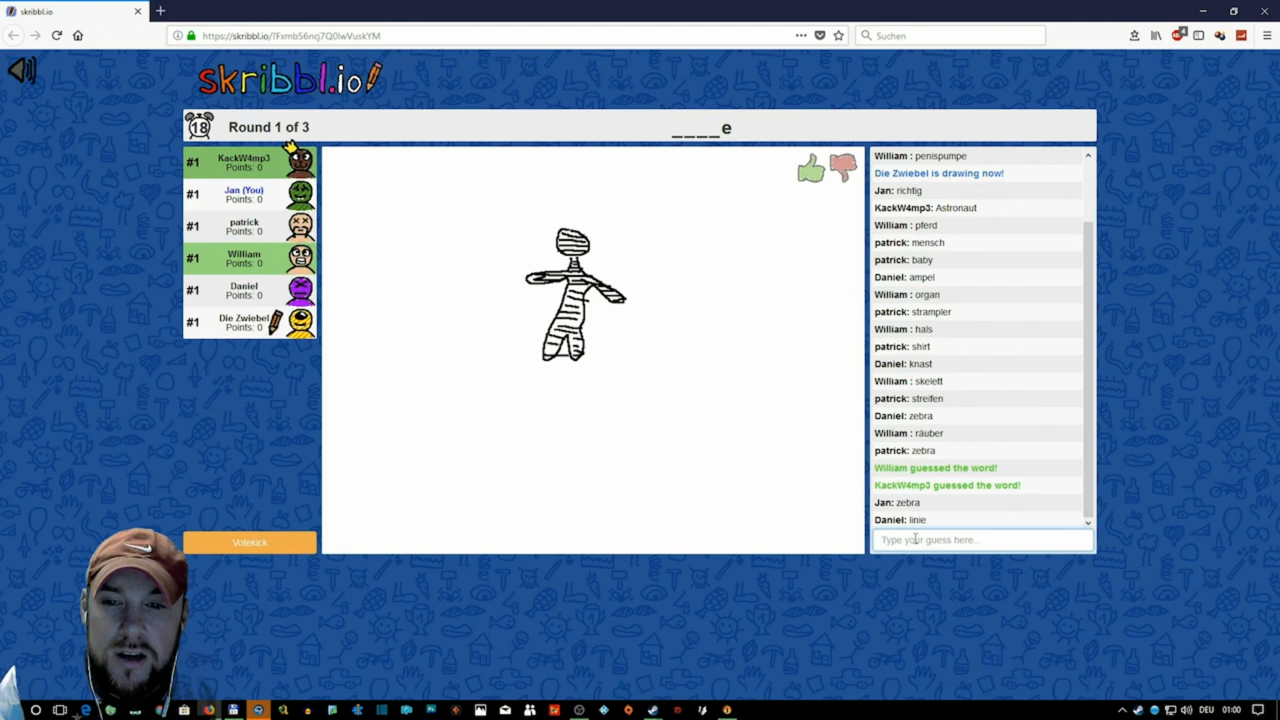 skribbl.io
https://skribbl.io/?Fxmb56ncj7Q0lwVuskYM
Suchen
4
skribbl.io
18
Round 1 of 3
____e
#1 KackW4mp3
Points: 0
#1 Jan (You)
Points: 0
#1 patrick
Points: 0
#1 William
Points: 0
#1 Daniel
Points: 0
#1 Die Zwiebel
Points: 0
Votekick
William : penispumpe
Die Zwiebel is drawing now!
Jan: richtig
KackW4mp3: Astronaut
William : pferd
patrick: mensch
patrick: baby
Daniel: ampel
William : organ
patrick: strampler
William : hals
patrick: shirt
Daniel: knast
William : skelett
patrick: streifen
Daniel: zebra
William : räuber
patrick: zebra
William guessed the word!
KackW4mp3 guessed the word!
Jan: zebra
Daniel: linie
Type your guess here...
DEU 01:00